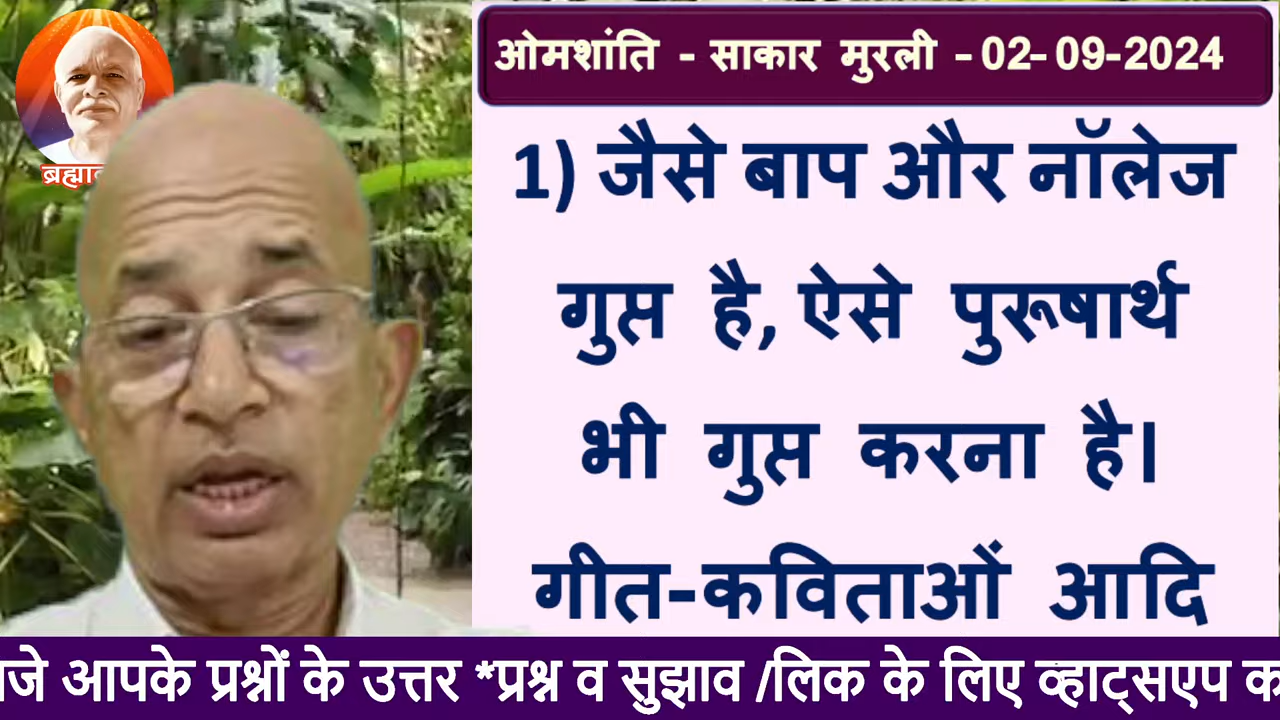 ओमशांति - साकार मुरली - 02- 09-2024
1) जैसे बाप और नॉलेज
गुप्त है, ऐसे पुरूषार्थ
भी गुप्त करना है।
गीत-कविताओं आदि
आपके प्रश्नों के उत्तर *प्रश्न व सुझाव /लिक के लिए व्हाट्सएप